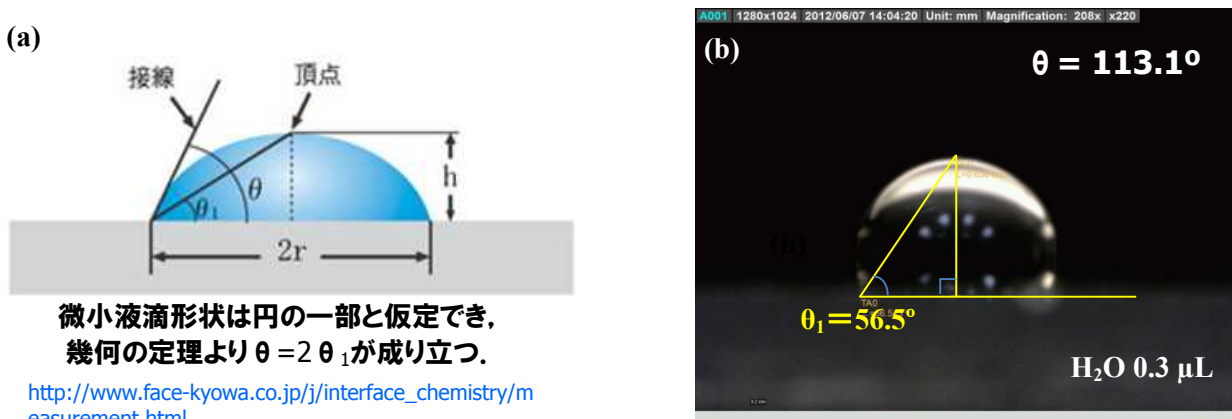 (a)
接線
頂点
h
θ
θ₁
2r
微小液滴形状は円の一部と仮定でき，
幾何の定理よりθ=2θ₁が成り立つ．
http://www.face-kyowa.co.jp/j/interface_chemistry/m
A001 1280x1024 2012/06/07 14:04:20 Unit: mm Magnification: 208x x220
(b)
θ = 113.1º
(b)
TA0
θ₁＝56.5º
H₂O 0.3 µL